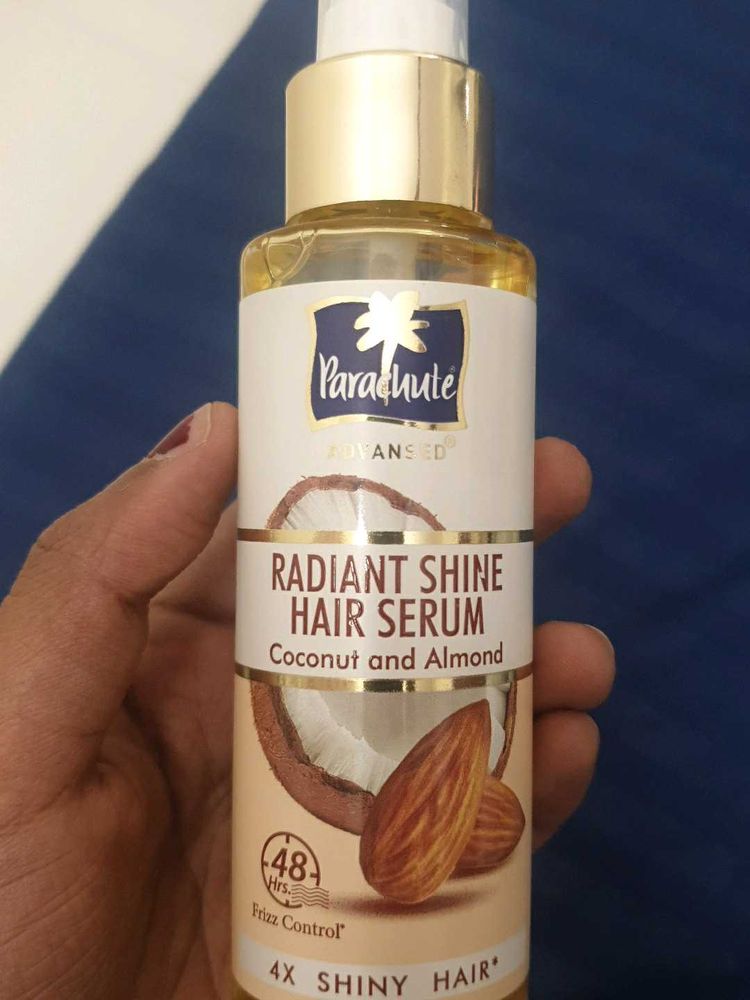 Parachute®
ADVANSED®
RADIANT SHINE
HAIR SERUM
Coconut and Almond
48
Hrs.
Frizz Control*
4X SHINY HAIR*